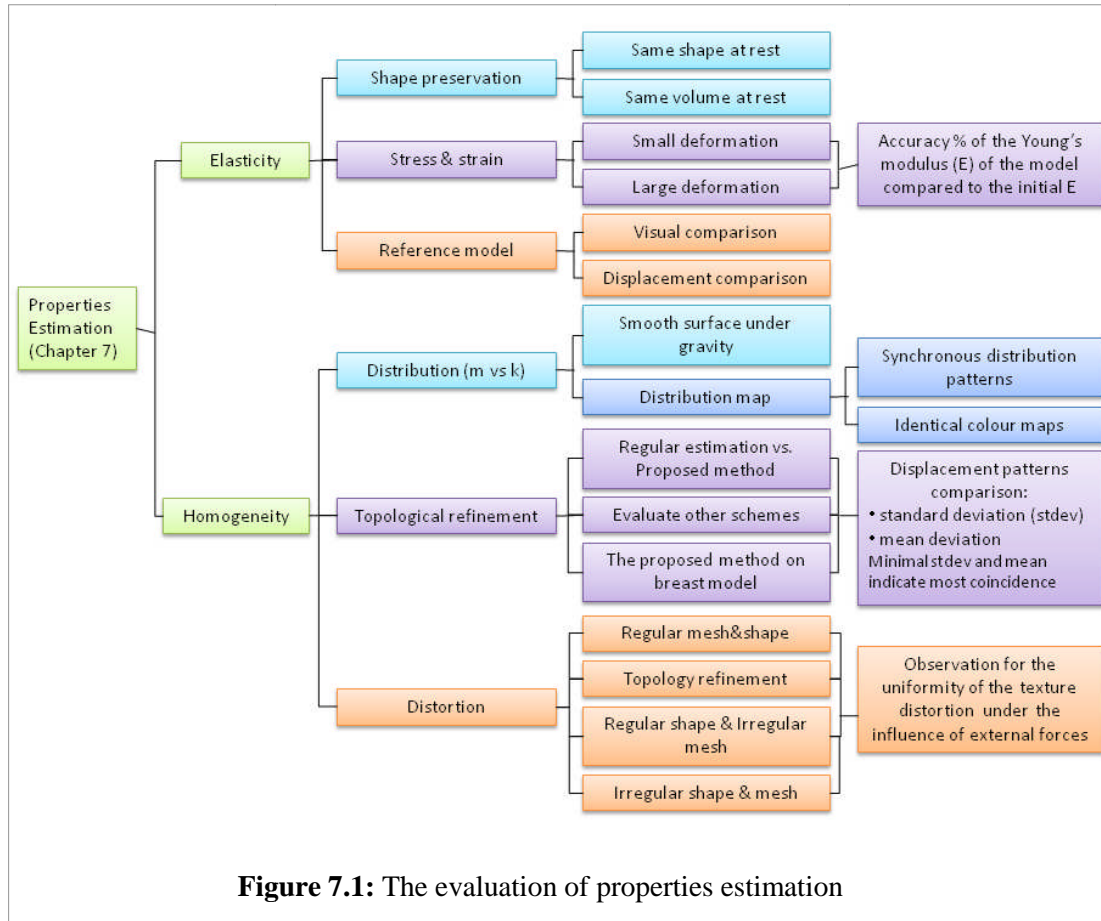 Same shape at rest
Shape preservation
Same volume at rest
Small deformation
Elasticity
Stress & strain
Large deformation
Accuracy % of the Young's
modulus (E) of the model
compared to the initial E
Visual comparison
Reference model
Displacement comparison
Properties
Estimation
(Chapter 7)
Smooth surface under
gravity
Distribution (m vs k)
Distribution map
Synchronous distribution
patterns
Identical colour maps
Regular estimation vs.
Proposed method
Homogeneity
Topological refinement
Evaluate other schemes
The proposed method on
breast model
Displacement patterns
comparison:
• standard deviation (stdev)
• mean deviation
Minimal stdev and mean
indicate most coincidence
Regular mesh&shape
Topology refinement
Distortion
Regular shape & Irregular
mesh
Irregular shape & mesh
Observation for the
uniformity of the texture
distortion under the
influence of external forces
Figure 7.1: The evaluation of properties estimation